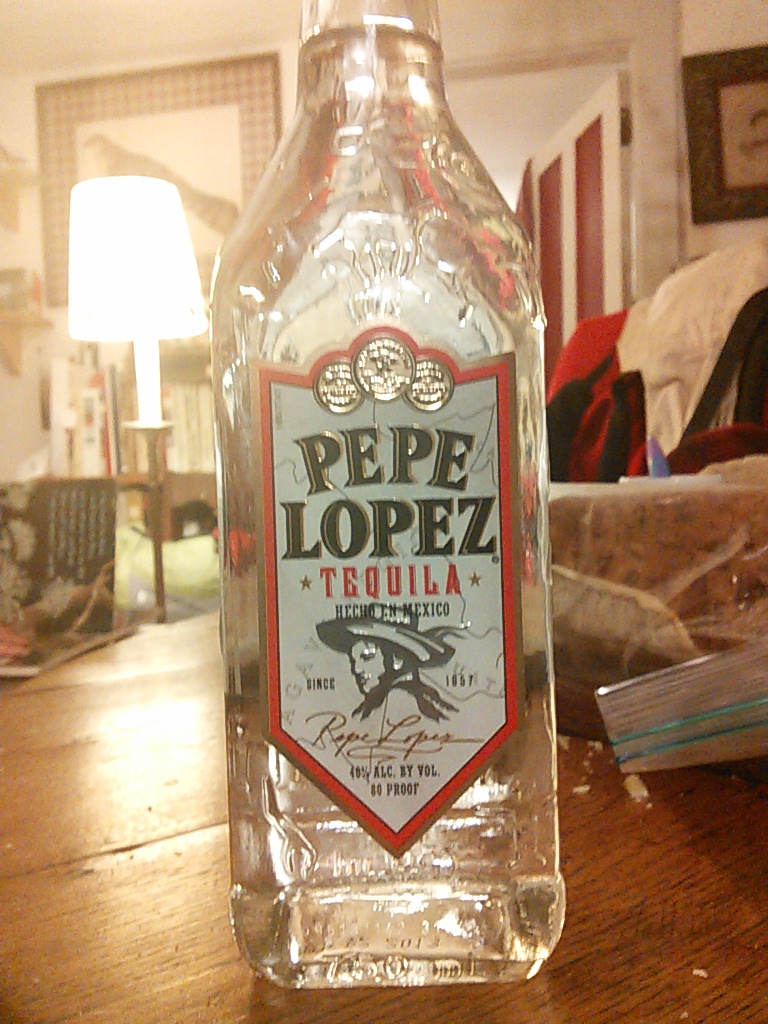 PEPE
LOPEZ
TEQUILA
HECHO EN MEXICO
SINCE 1857
Pepe Lopez
40% ALC. BY VOL.
80 PROOF